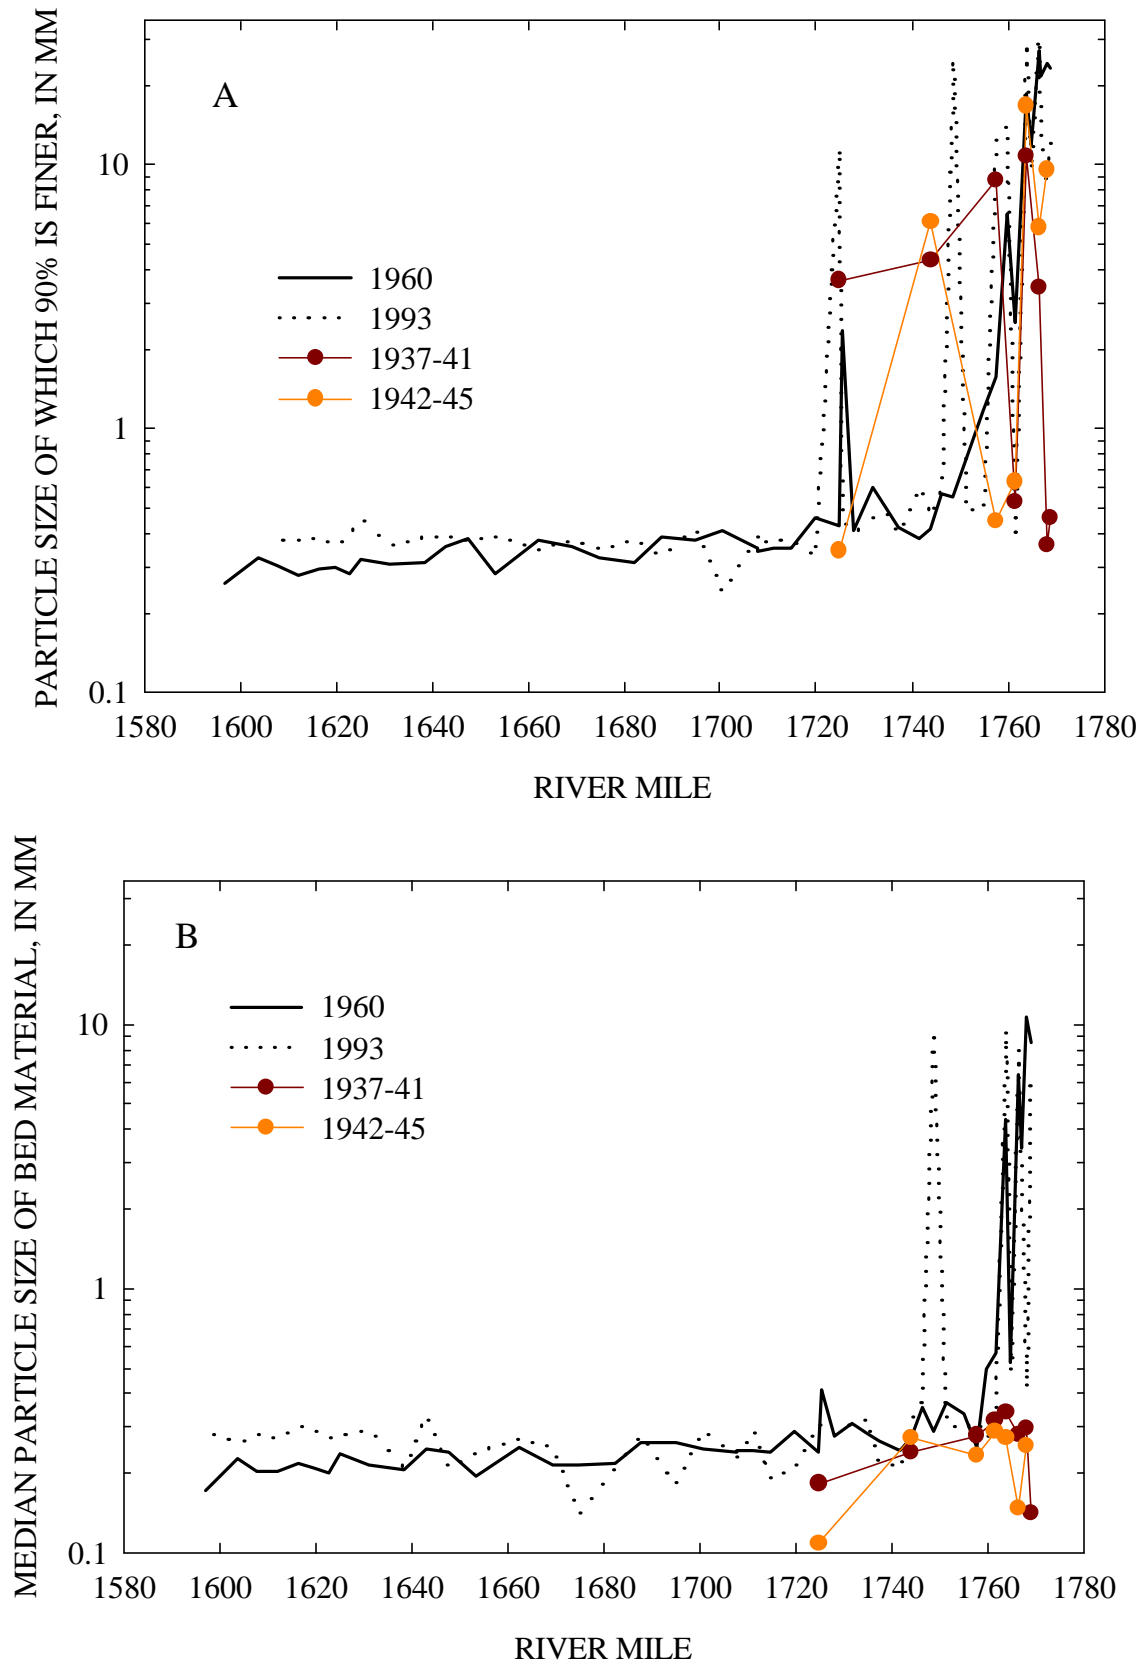 PARTICLE SIZE OF WHICH 90% IS FINER, IN MM
A
10
1
0.1
1960
1993
1937-41
1942-45
1580 1600 1620 1640 1660 1680 1700 1720 1740 1760 1780
RIVER MILE
MEDIAN PARTICLE SIZE OF BED MATERIAL, IN MM
B
10
1
0.1
1960
1993
1937-41
1942-45
1580 1600 1620 1640 1660 1680 1700 1720 1740 1760 1780
RIVER MILE